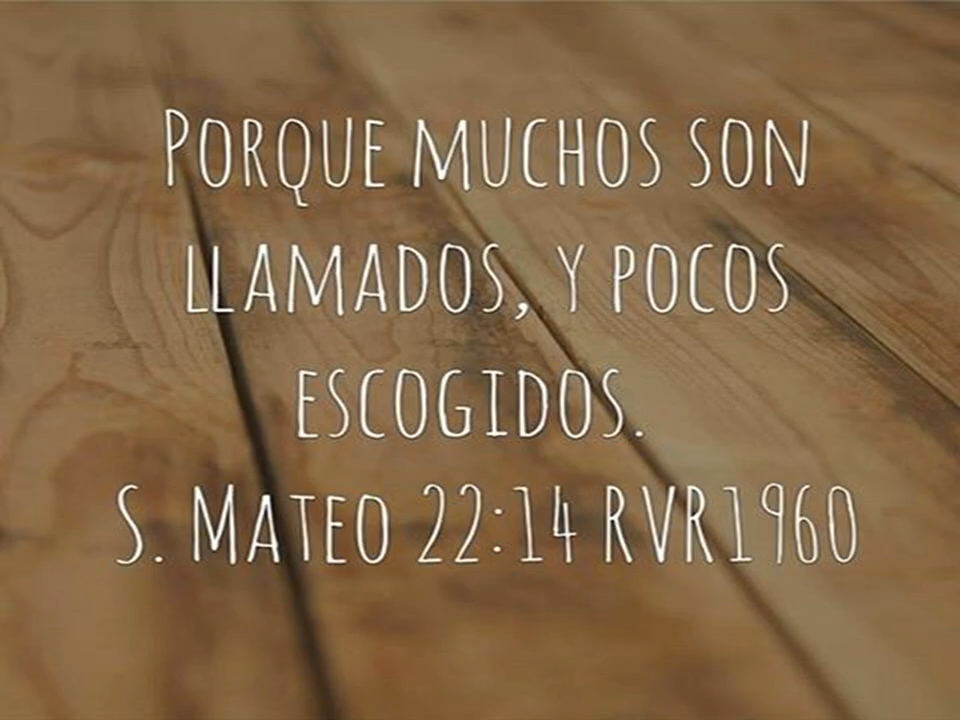 PORQUE MUCHOS SON
LLAMADOS, Y POCOS
ESCOGIDOS.
S. MATEO 22:14 RVR1960